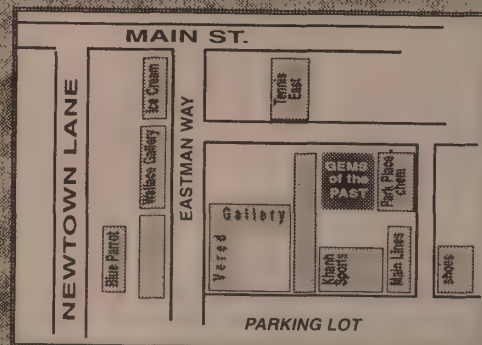 MAIN ST.
NEWTOWN LANE
EASTMAN WAY
Ice Cream
Wallace Gallery
Blue Parrot
Tennis
East
GEMS
of the
PAST
Park Place-
chem
Gallery
Vered
Khanh
Sports
Main Lines
shoes
PARKING LOT